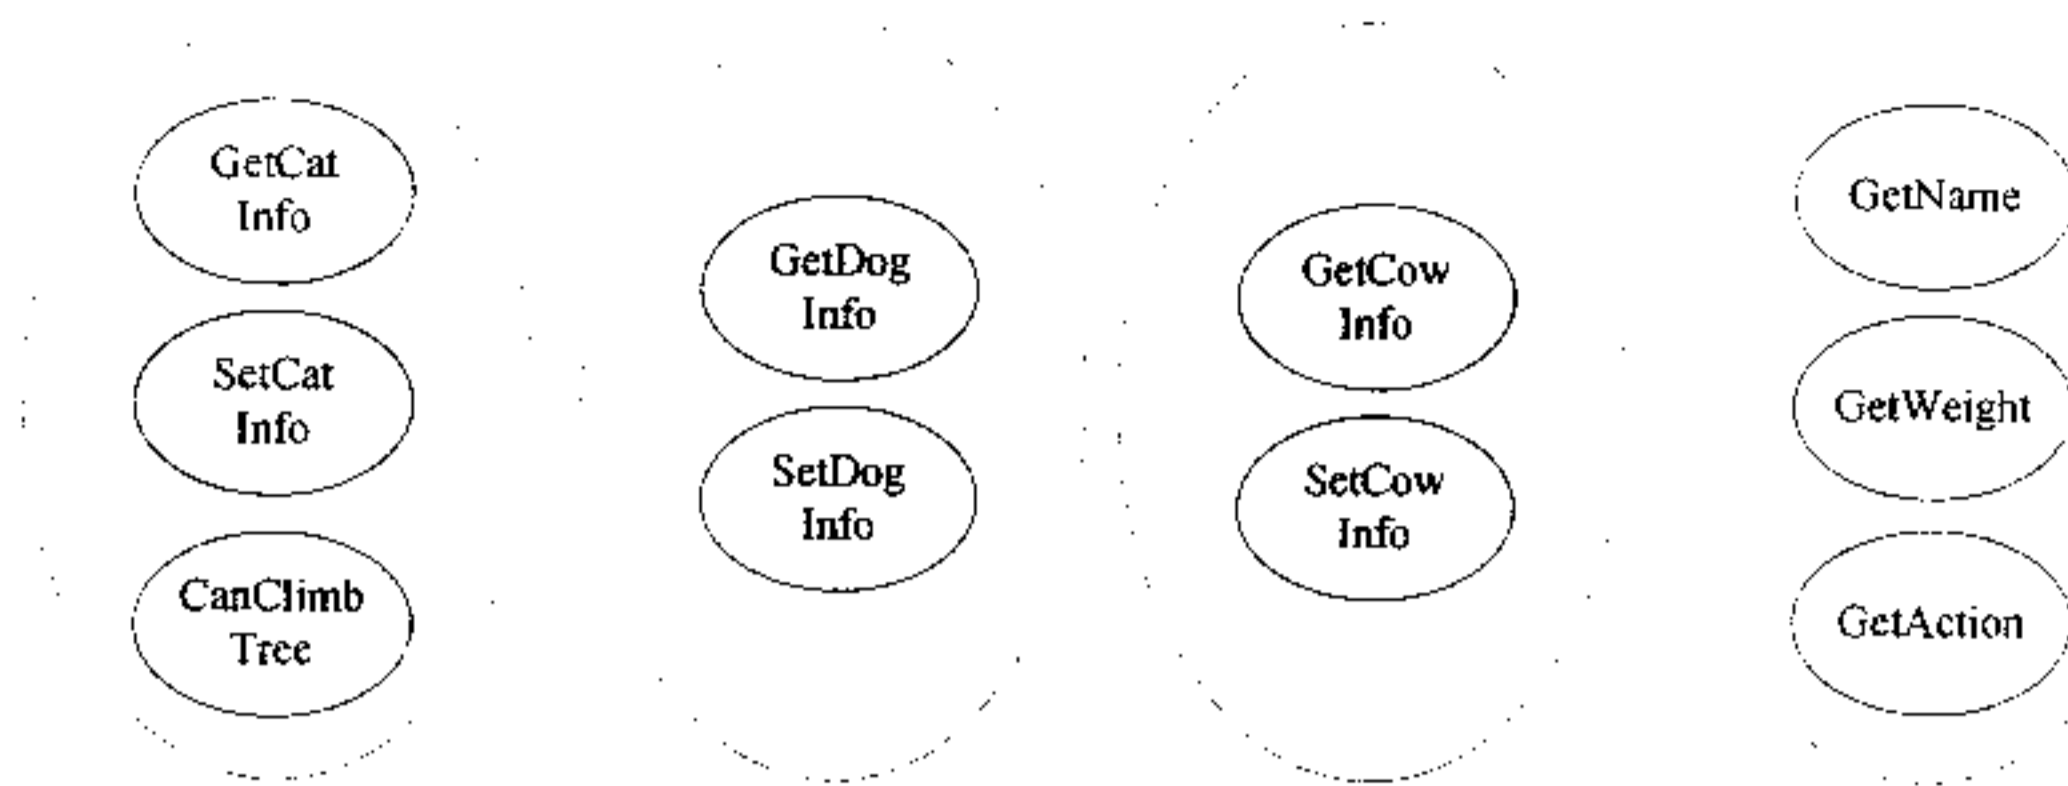 GetCat
Info
SetCat
Info
CanClimb
Tree
GetDog
Info
SetDog
Info
GetCow
Info
SetCow
Info
GetName
GetWeight
GetAction